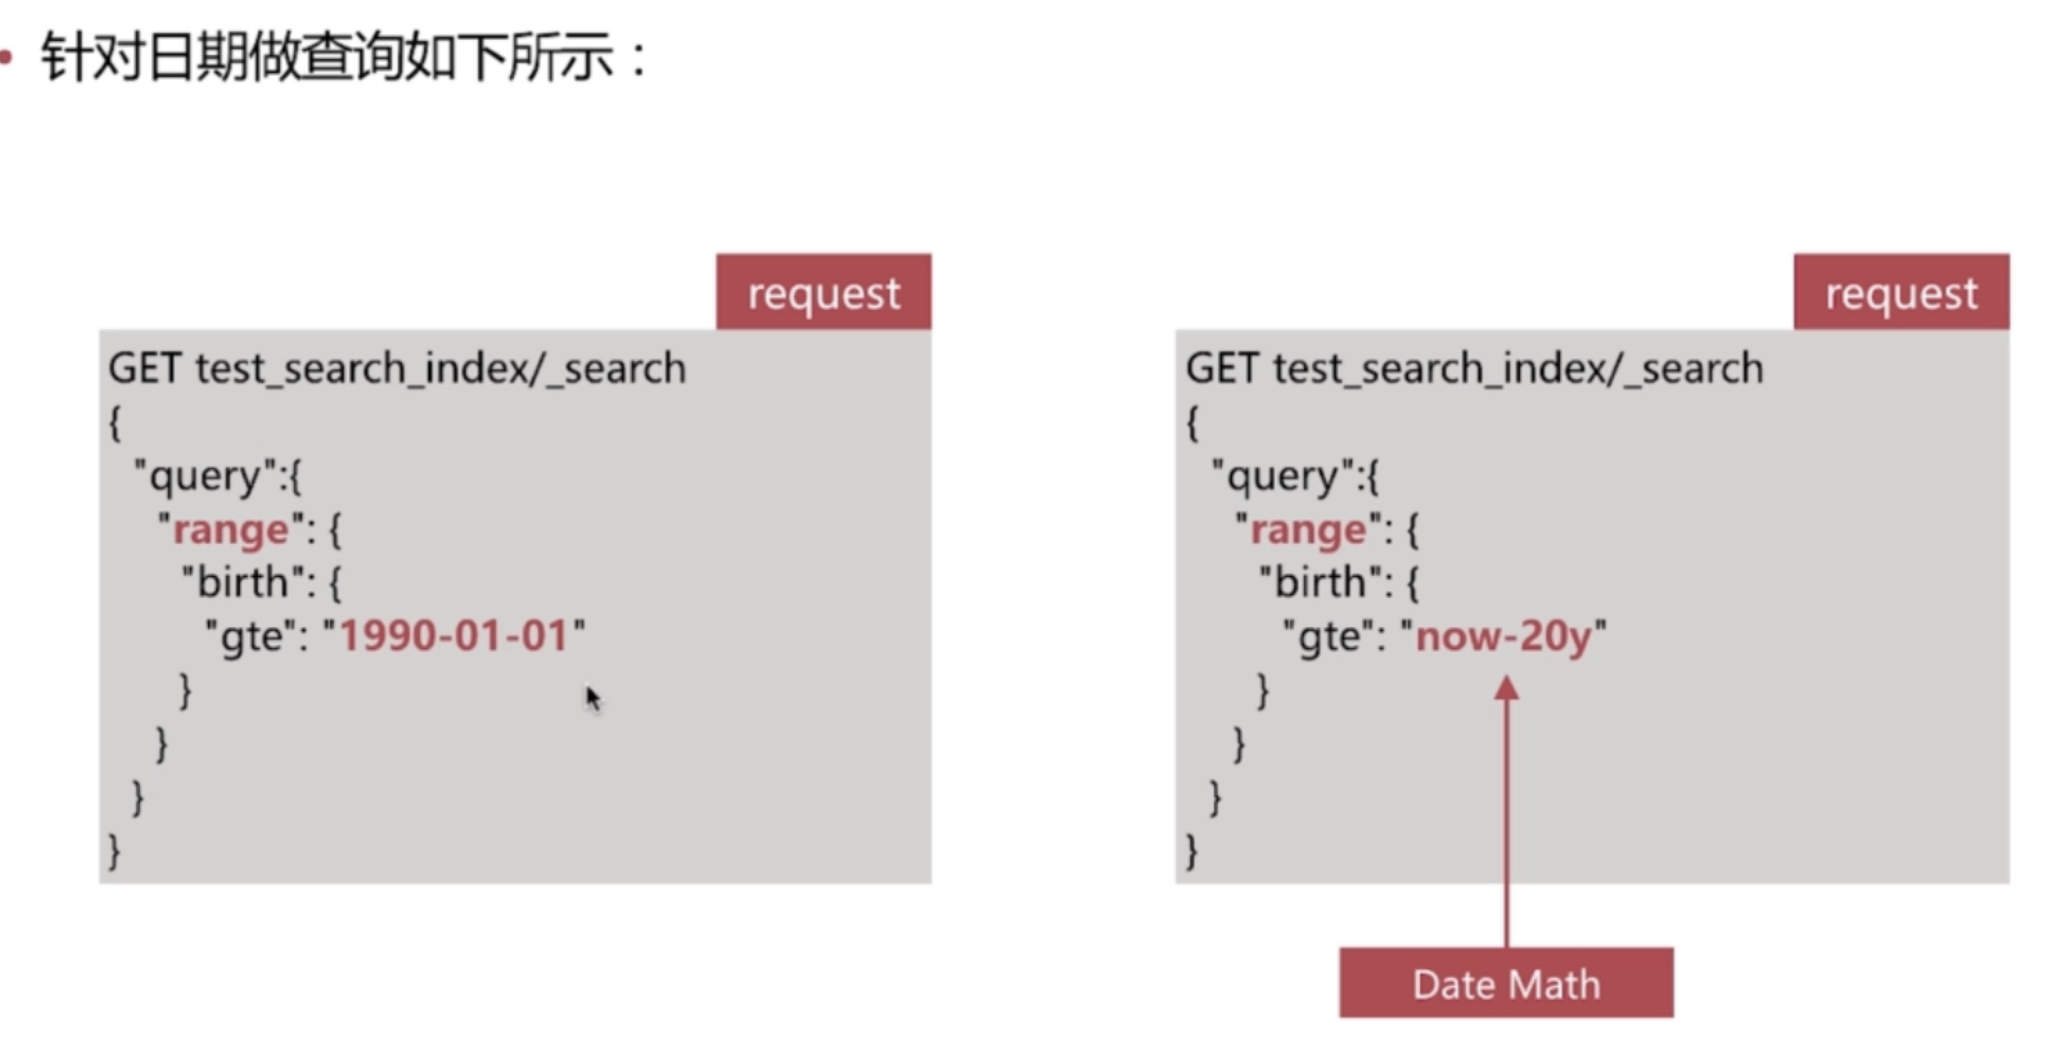 • 针对日期做查询如下所示：
request
GET test_search_index/_search
{
"query":{
"range": {
"birth": {
"gte": "1990-01-01"
}
}
}
}
request
GET test_search_index/_search
{
"query":{
"range": {
"birth": {
"gte": "now-20y"
}
}
}
}
Date Math